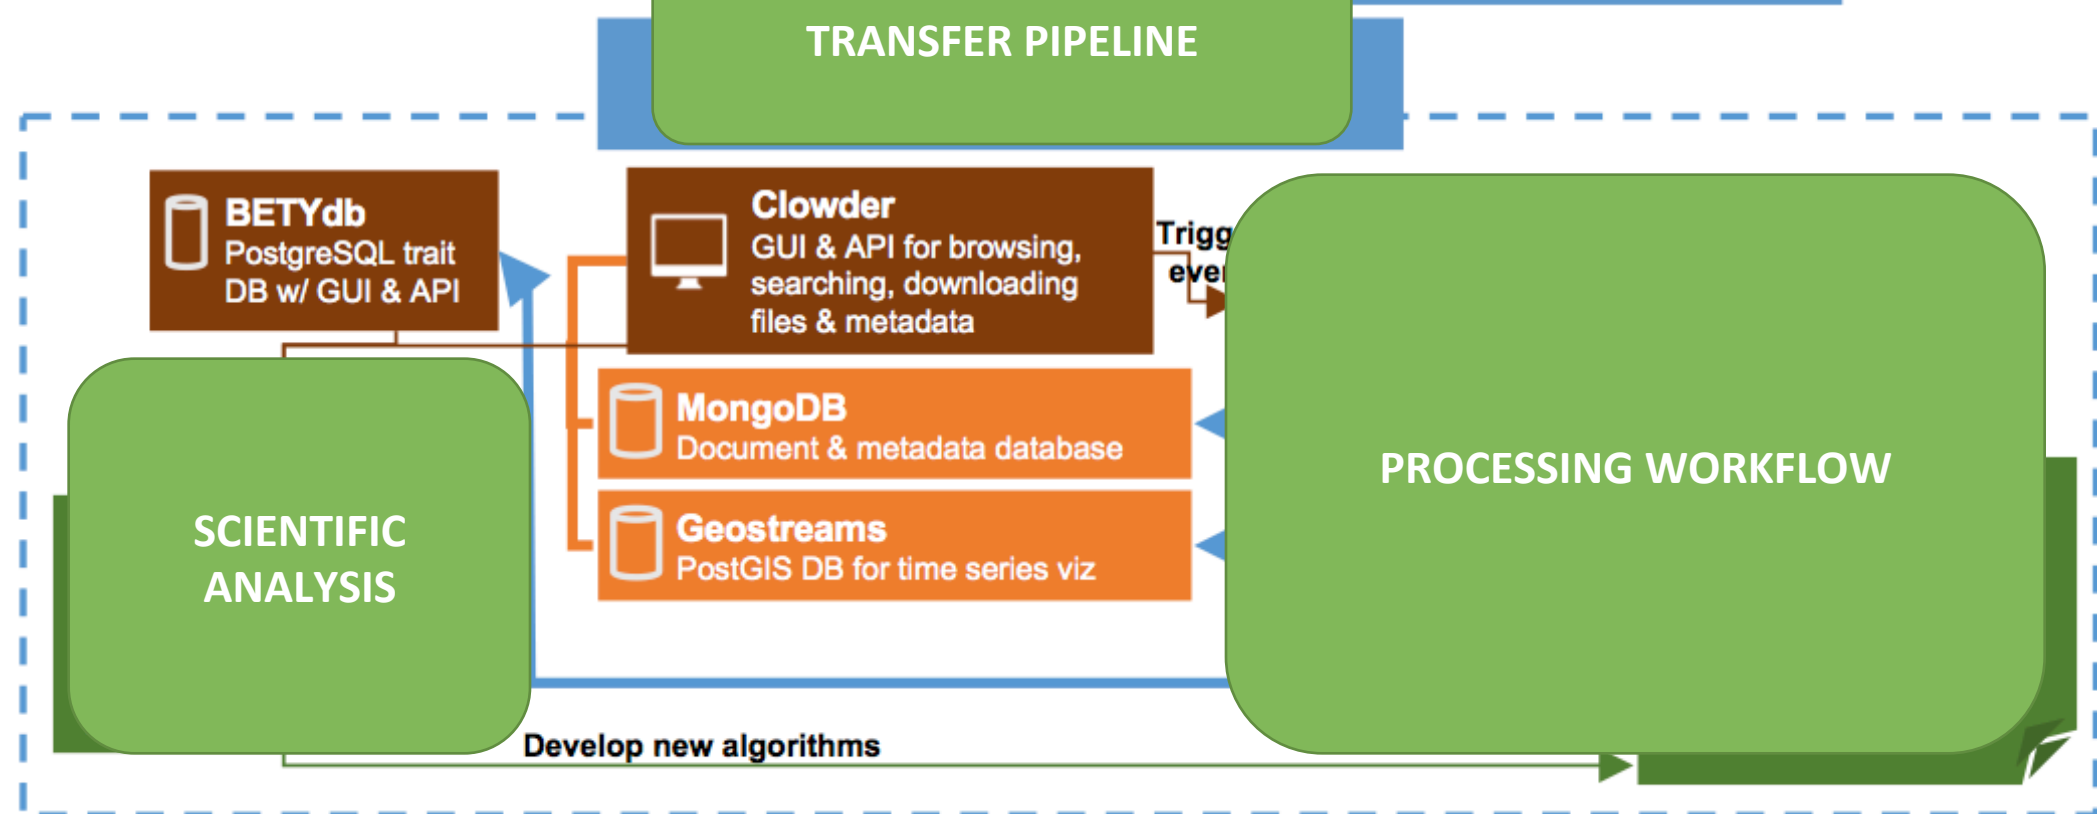 TRANSFER PIPELINE
BETYdb
PostgreSQL trait
DB w/ GUI & API
Clowder
GUI & API for browsing,
searching, downloading
files & metadata
MongoDB
Document & metadata database
Geostreams
PostGIS DB for time series viz
PROCESSING WORKFLOW
SCIENTIFIC
ANALYSIS
Develop new algorithms